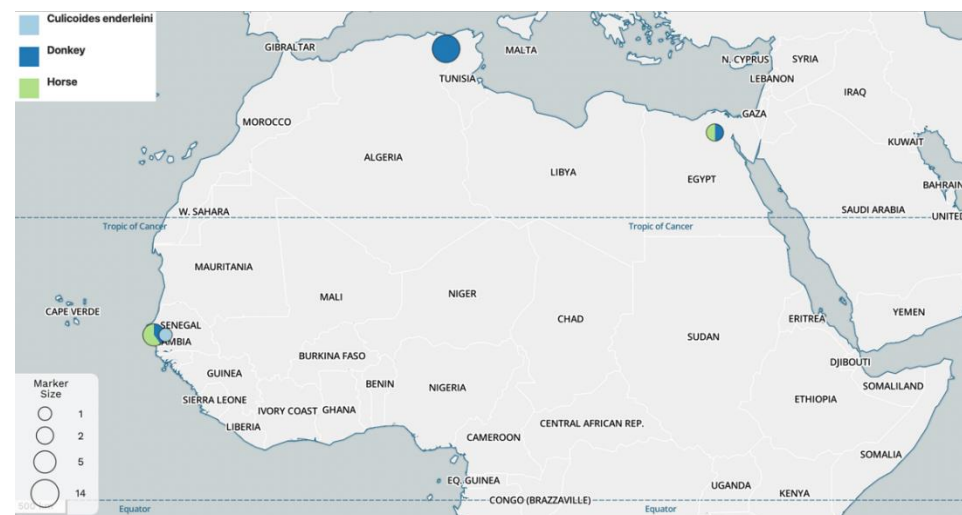 Culicoides enderleini
Donkey
Horse
GIBRALTAR
MALTA
N. CYPRUS
SYRIA
LEBANON
TUNISIA
IRAQ
GAZA
MOROCCO
KUWAIT
ALGERIA
LIBYA
EGYPT
BAHRAIN
W. SAHARA
SAUDI ARABIA
UNITED
Tropic of Cancer
Tropic of Cancer
MAURITANIA
MALI
NIGER
CHAD
CAPE VERDE
SENEGAL
ERITREA
YEMEN
SUDAN
AMBIA
BURKINA FASO
DJIBOUTI
GUINEA
BENIN
NIGERIA
SOMALILAND
SIERRA LEONE
IVORY COAST
GHANA
ETHIOPIA
LIBERIA
CENTRAL AFRICAN REP.
CAMEROON
SOMALIA
EQ. GUINEA
UGANDA
KENYA
CONGO (BRAZZAVILLE)
Equator
Equator
Marker
Size
1
2
5
14